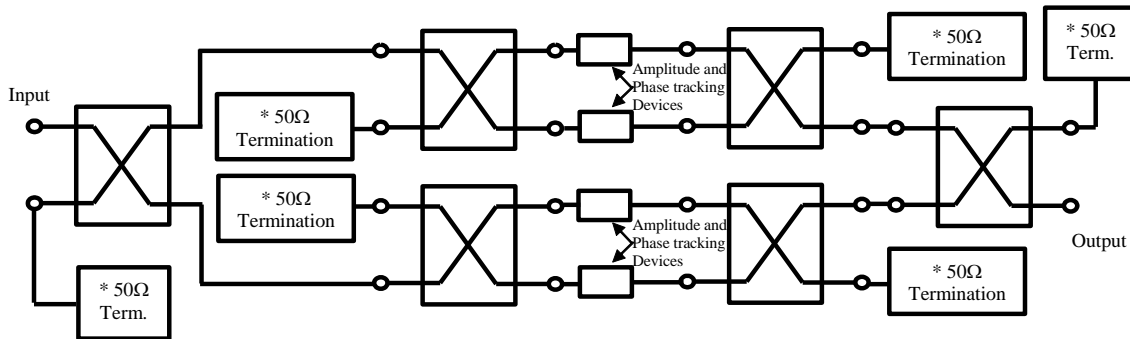 * 50Ω
Termination
* 50Ω
Term.
Input
Amplitude and
Phase tracking
Devices
* 50Ω
Termination
* 50Ω
Termination
Amplitude and
Phase tracking
Devices
Output
* 50Ω
Term.
* 50Ω
Termination